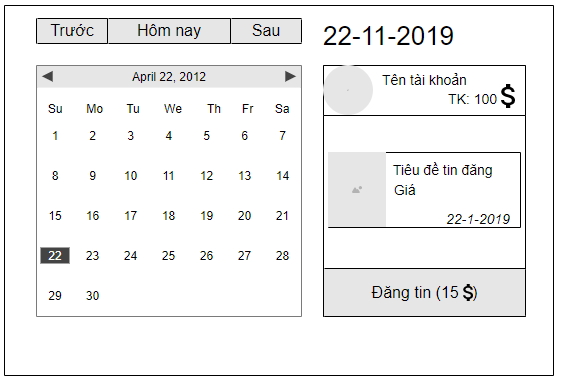 Trước Hôm nay Sau
22-11-2019
April 22, 2012
Su Mo Tu We Th Fr Sa
1 2 3 4 5 6 7
8 9 10 11 12 13 14
15 16 17 18 19 20 21
22 23 24 25 26 27 28
29 30
Tên tài khoản
TK: 100 $
Tiêu đề tin đăng
Giá
22-1-2019
Đăng tin (15 $)